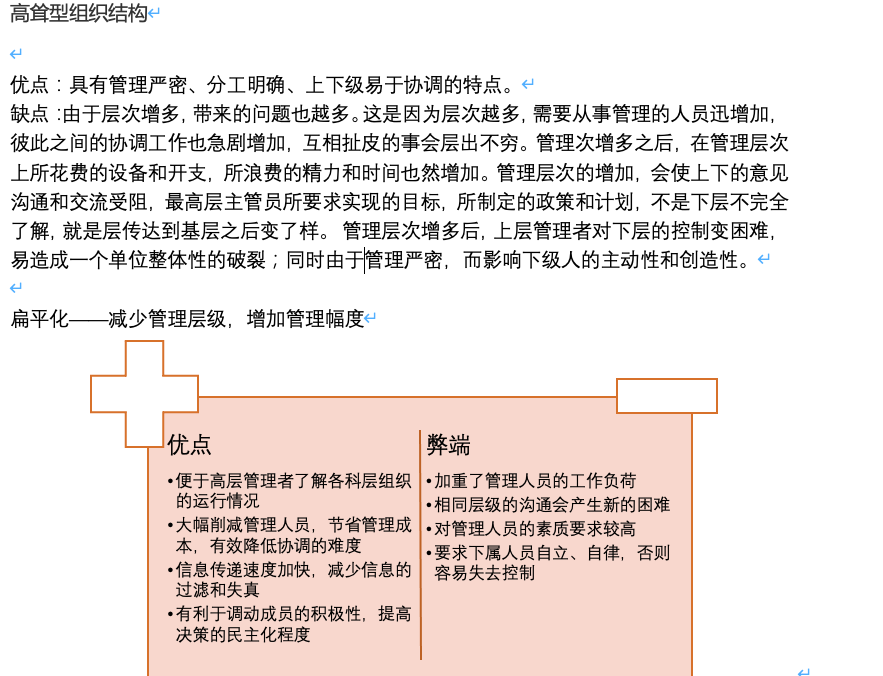 高耸型组织结构
优点：具有管理严密、分工明确、上下级易于协调的特点。
缺点:由于层次增多，带来的问题也越多。这是因为层次越多，需要从事管理的人员迅增加，
彼此之间的协调工作也急剧增加，互相扯皮的事会层出不穷。管理次增多之后，在管理层次
上所花费的设备和开支，所浪费的精力和时间也然增加。管理层次的增加，会使上下的意见
沟通和交流受阻，最高层主管员所要求实现的目标，所制定的政策和计划，不是下层不完全
了解，就是层传达到基层之后变了样。 管理层次增多后，上层管理者对下层的控制变困难，
易造成一个单位整体性的破裂；同时由于管理严密，而影响下级人的主动性和创造性。
扁平化——减少管理层级，增加管理幅度
优点
•便于高层管理者了解各科层组织
的运行情况
•大幅削减管理人员，节省管理成
本，有效降低协调的难度
•信息传递速度加快，减少信息的
过滤和失真
•有利于调动成员的积极性，提高
决策的民主化程度
弊端
•加重了管理人员的工作负荷
•相同层级的沟通会产生新的困难
•对管理人员的素质要求较高
•要求下属人员自立、自律，否则
容易失去控制